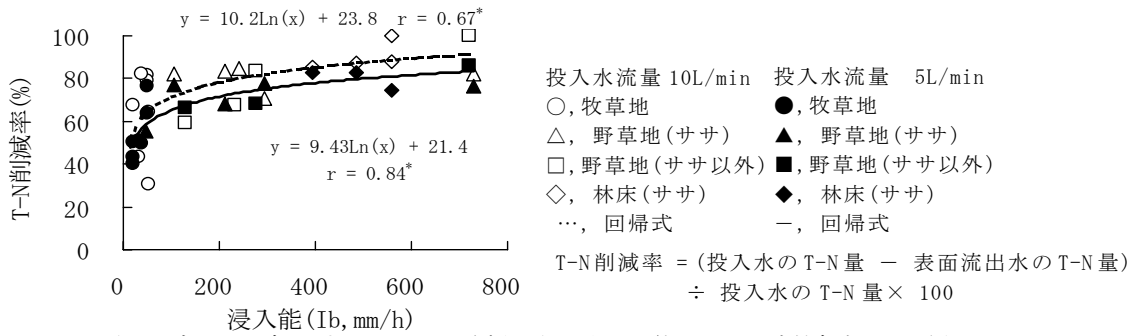 y = 10.2Ln(x) + 23.8 r = 0.67*
100
80
60
40
20
0
T-N削減率(%)
y = 9.43Ln(x) + 21.4
r = 0.84*
0 200 400 600 800
浸入能(Ib,mm/h)
投入水流量 10L/min 投入水流量 5L/min
○, 牧草地 ●, 牧草地
△, 野草地(ササ) ▲, 野草地(ササ)
□, 野草地(ササ以外) ■, 野草地(ササ以外)
◇, 林床(ササ) ◆, 林床(ササ)
…, 回帰式 −, 回帰式
T-N削減率 = (投入水のT-N量 − 表面流出水のT-N量)
÷ 投入水のT-N量× 100